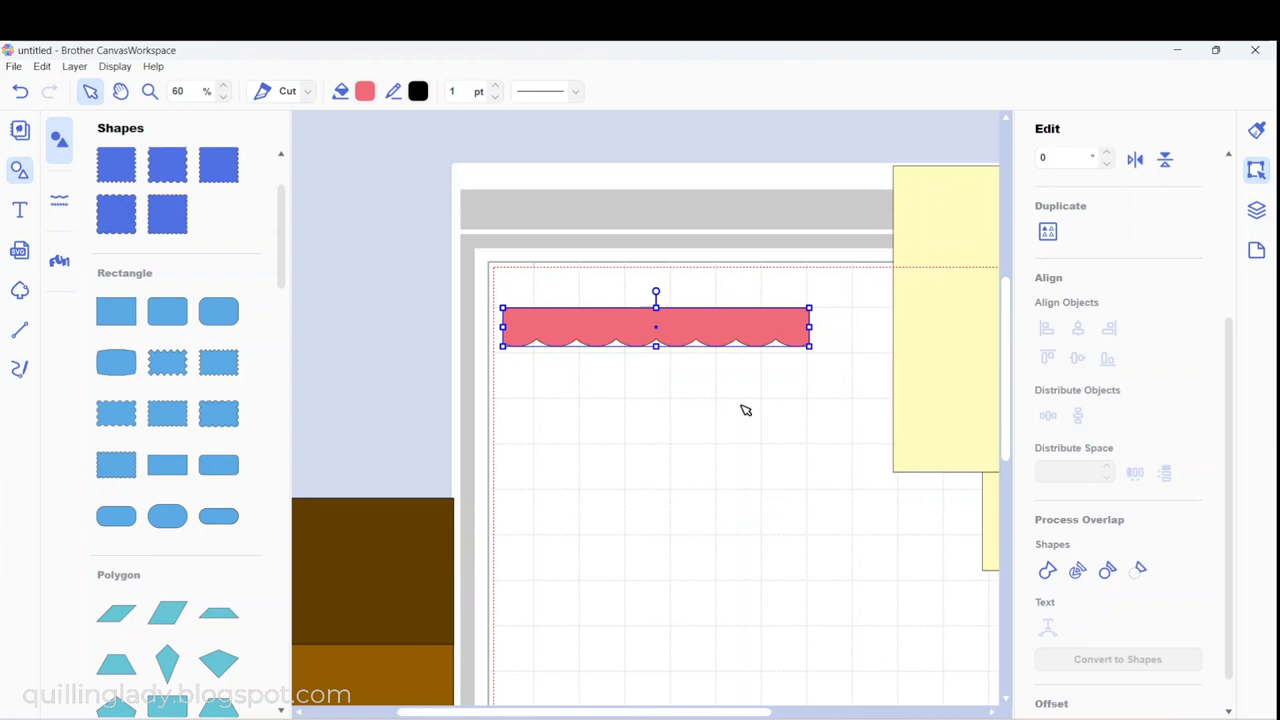 untitled - Brother CanvasWorkspace
File Edit Layer Display Help
60 % Cut 1 pt
Shapes
Rectangle
Polygon
Edit
0 °
Duplicate
Align
Align Objects
Distribute Objects
Distribute Space
Process Overlap
Shapes
Text
Convert to Shapes
Offset
T
SVG
quillinglady.blogspot.com